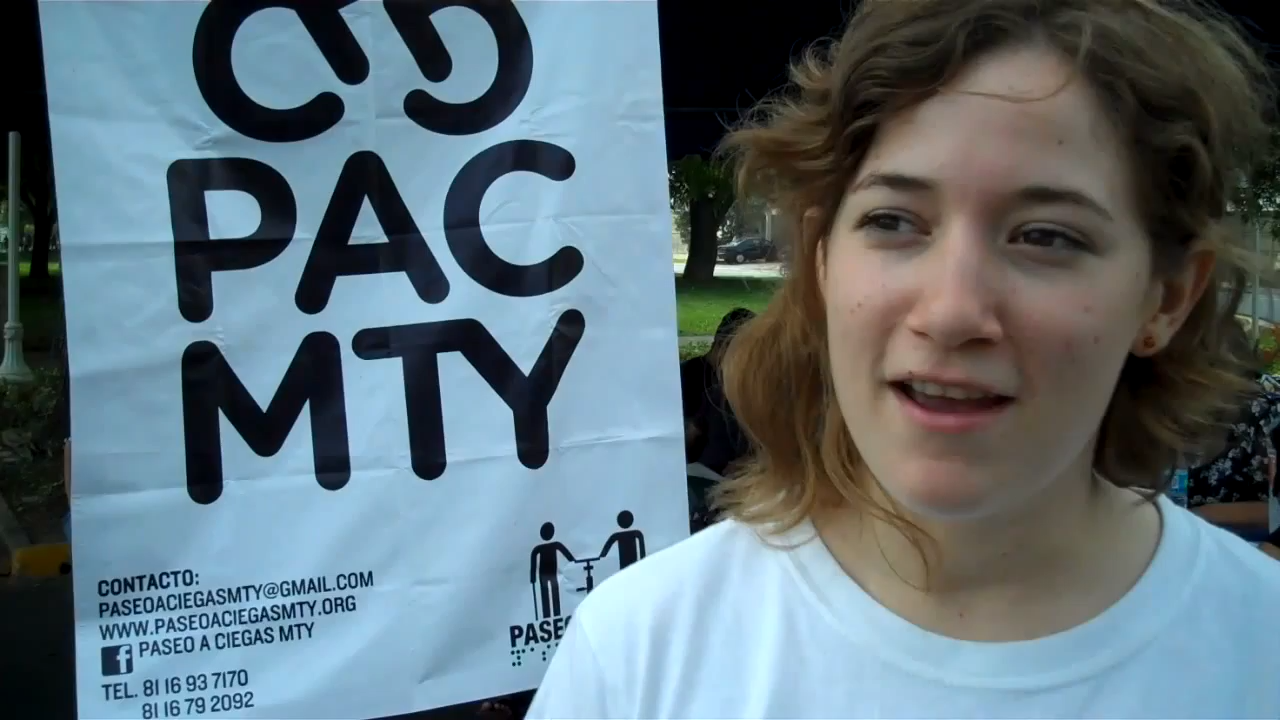 PAC
MTY
CONTACTO:
PASEOACIEGASMTY@GMAIL.COM
WWW.PASEOACIEGASMTY.ORG
f PASEO A CIEGAS MTY
TEL. 81 16 93 7170
81 16 79 2092